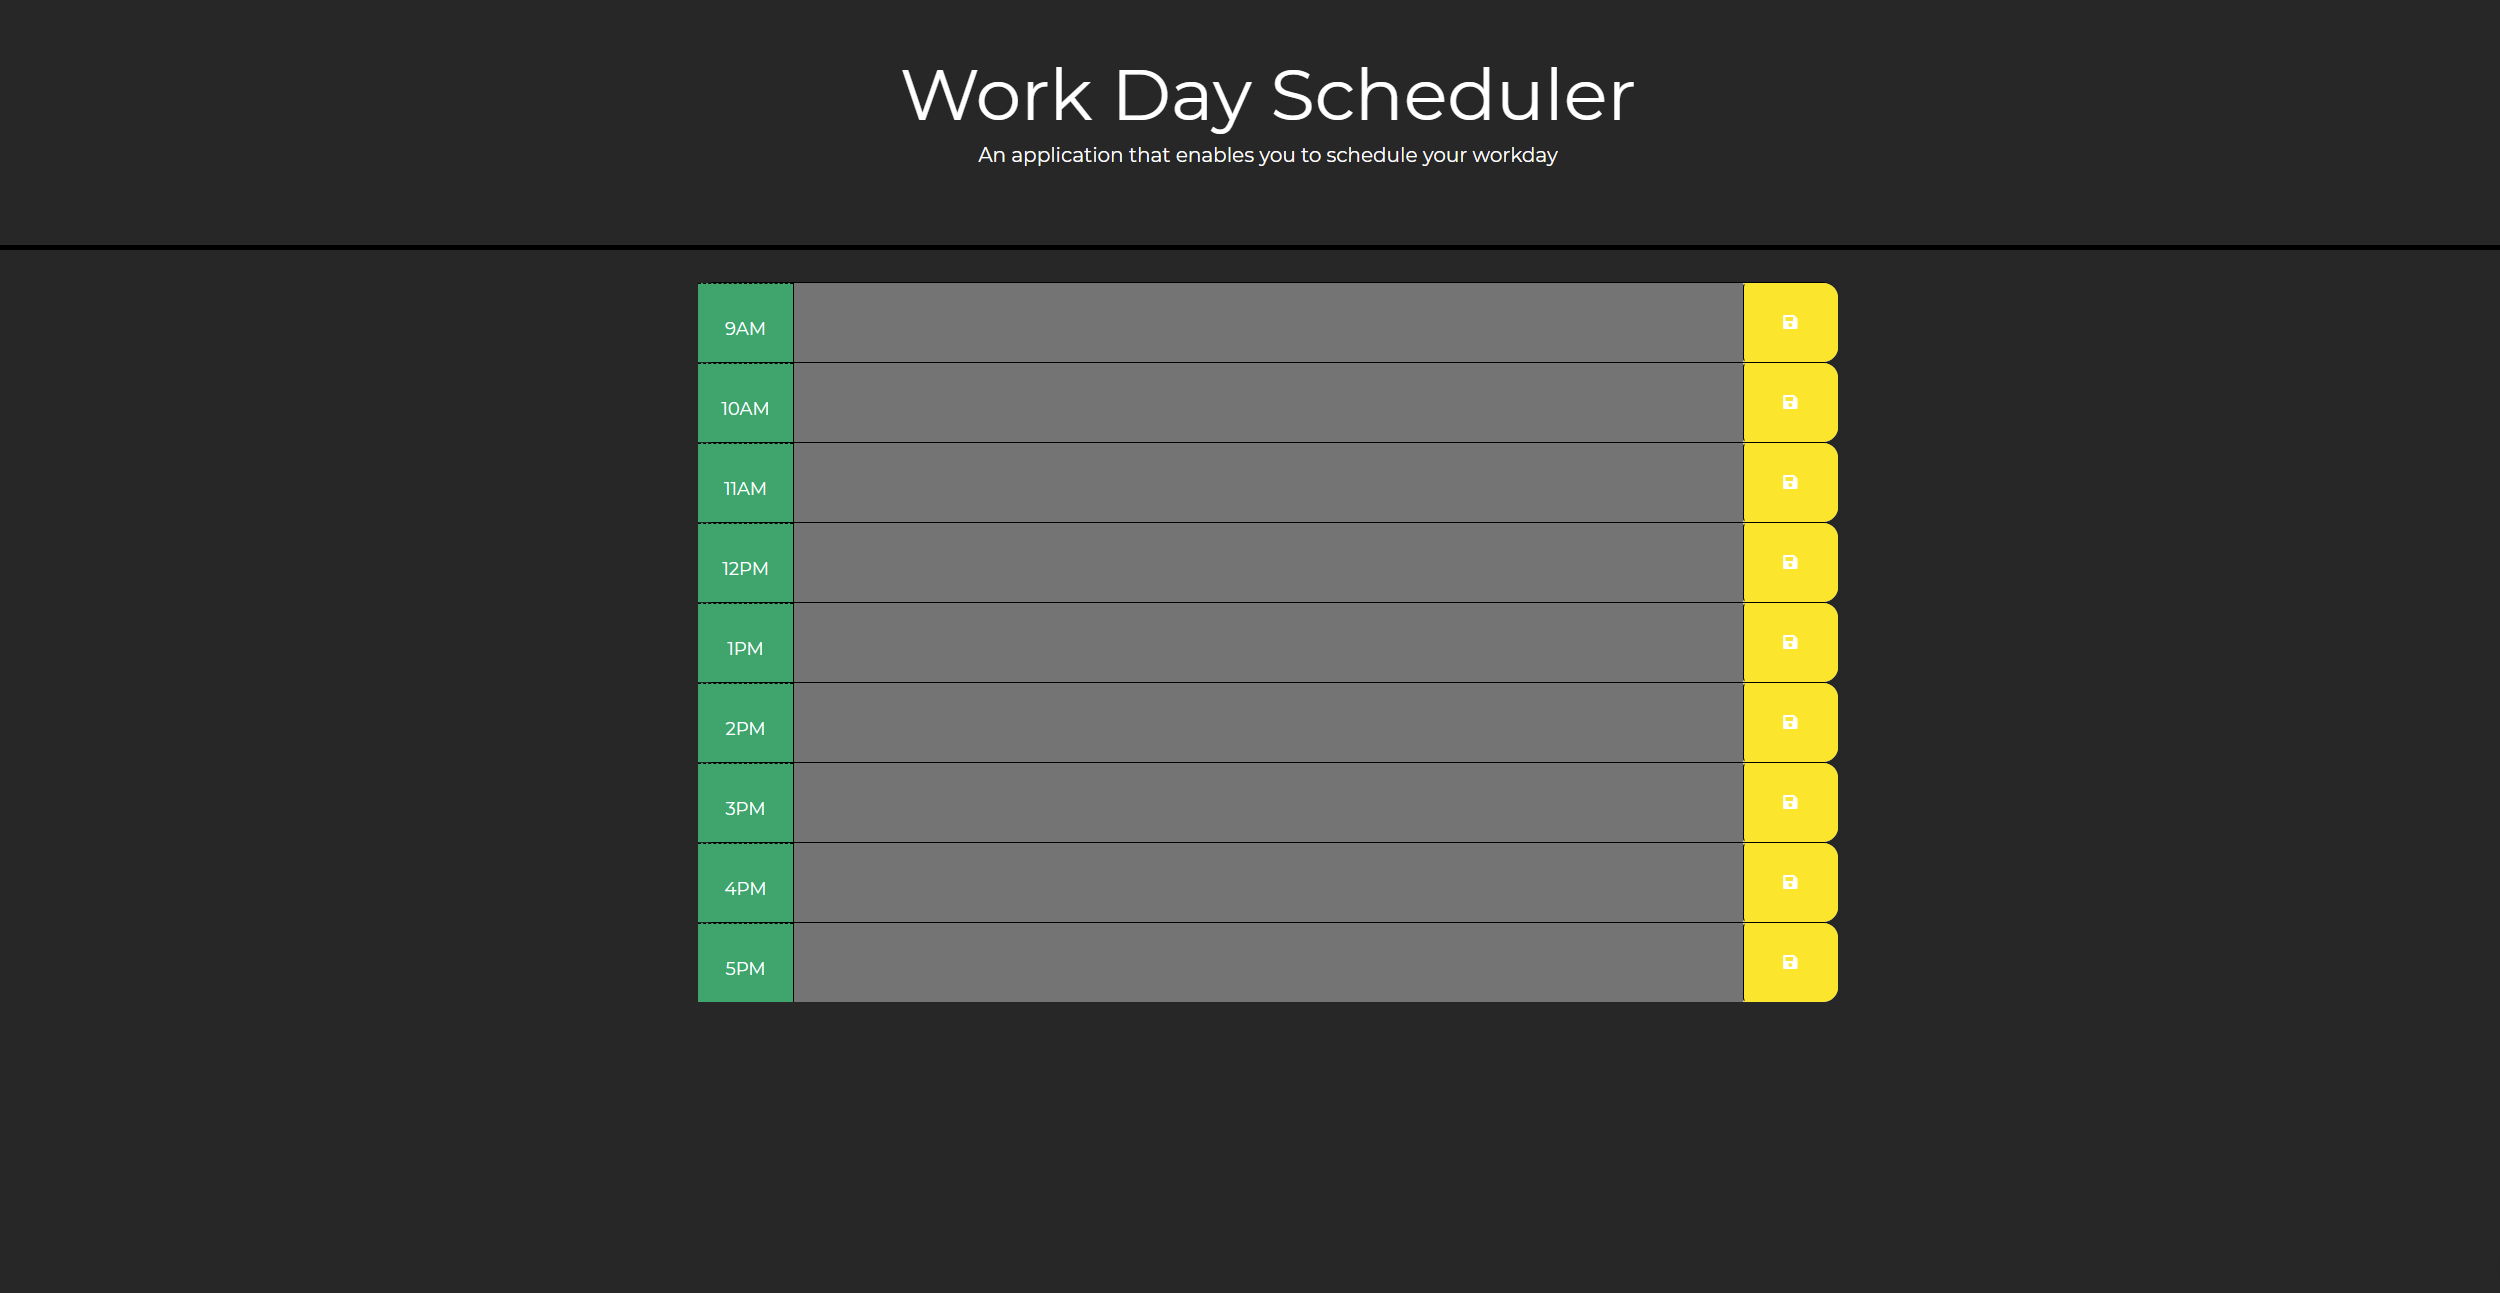 Work Day Scheduler
An application that enables you to schedule your workday
9AM
10AM
11AM
12PM
1PM
2PM
3PM
4PM
5PM